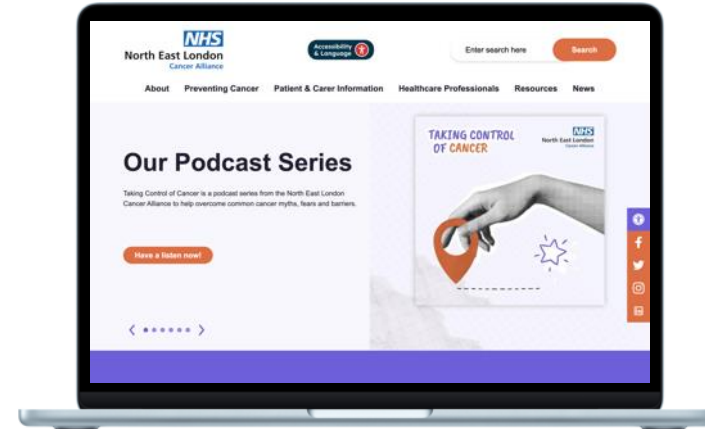 NHS
North East London
Cancer Alliance
Accessibility
& Language
Enter search here
Search
About Preventing Cancer Patient & Carer Information Healthcare Professionals Resources News
Our Podcast Series
Taking Control of Cancer is a podcast series from the North East London
Cancer Alliance to help overcome common cancer myths, fears and barriers.
Have a listen now!
TAKING CONTROL
OF CANCER
NHS
North East London
Cancer Alliance